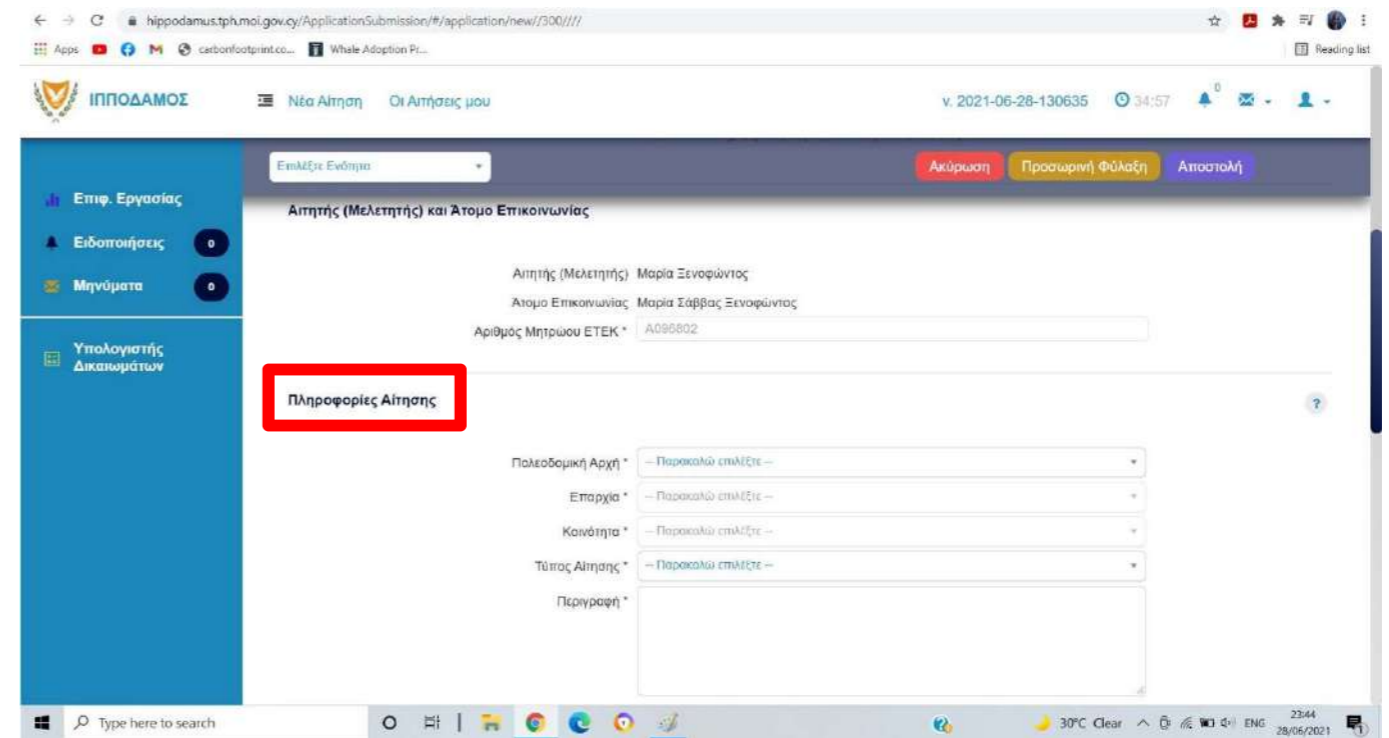 hippodamus.tph.moi.gov.cy/ApplicationSubmission/#/application/new//300////
Apps carbonfootprint.co... Whale Adoption Pr... Reading list
ΙΠΠΟΔΑΜΟΣ Νέα Αίτηση Οι Αιτήσεις μου v. 2021-06-28-130635 34:57 0
Επιλέξτε Ενότητα Ακύρωση Προσωρινή Φύλαξη Αποστολή
Επιφ. Εργασίας
Αιτητής (Μελετητής) και Άτομο Επικοινωνίας
Ειδοποιήσεις 0
Αιτητής (Μελετητής) Μαρία Ξενοφώντος
Μηνύματα 0
Άτομο Επικοινωνίας Μαρία Σάββας Ξενοφώντος
Αριθμός Μητρώου ΕΤΕΚ * A096802
Υπολογιστής
Δικαιωμάτων
Πληροφορίες Αίτησης ?
Πολεοδομική Αρχή * -- Παρακαλώ επιλέξτε --
Επαρχία * -- Παρακαλώ επιλέξτε --
Κοινότητα * -- Παρακαλώ επιλέξτε --
Τύπος Αίτησης * -- Παρακαλώ επιλέξτε --
Περιγραφή *
Type here to search 30°C Clear ENG 23:44
28/06/2021